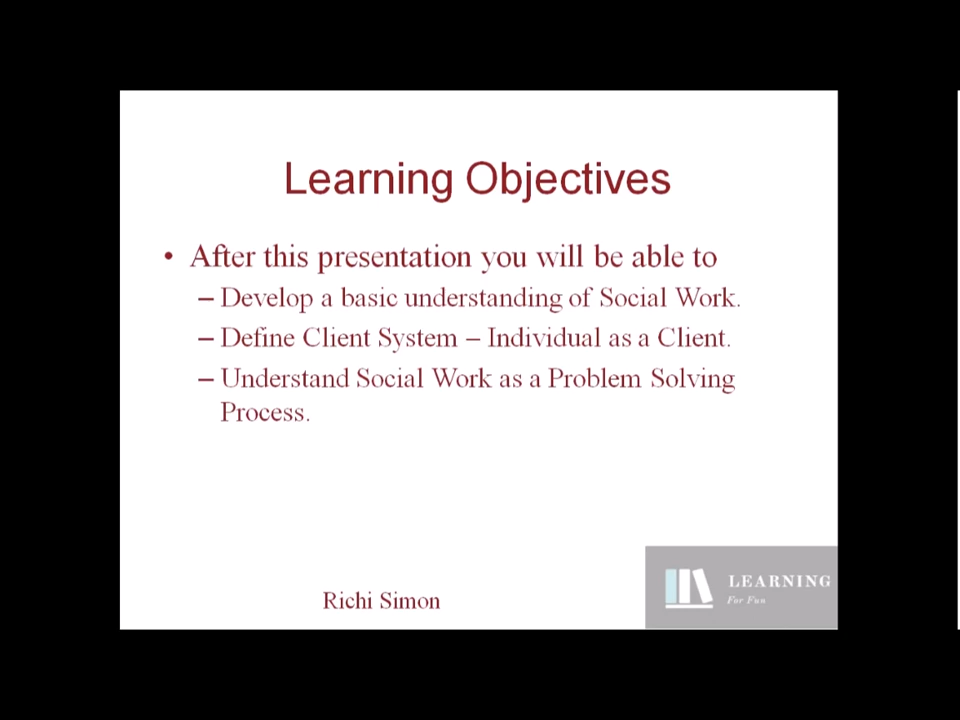 Learning Objectives
• After this presentation you will be able to
– Develop a basic understanding of Social Work.
– Define Client System – Individual as a Client.
– Understand Social Work as a Problem Solving
Process.
Richi Simon
LEARNING
For Fun